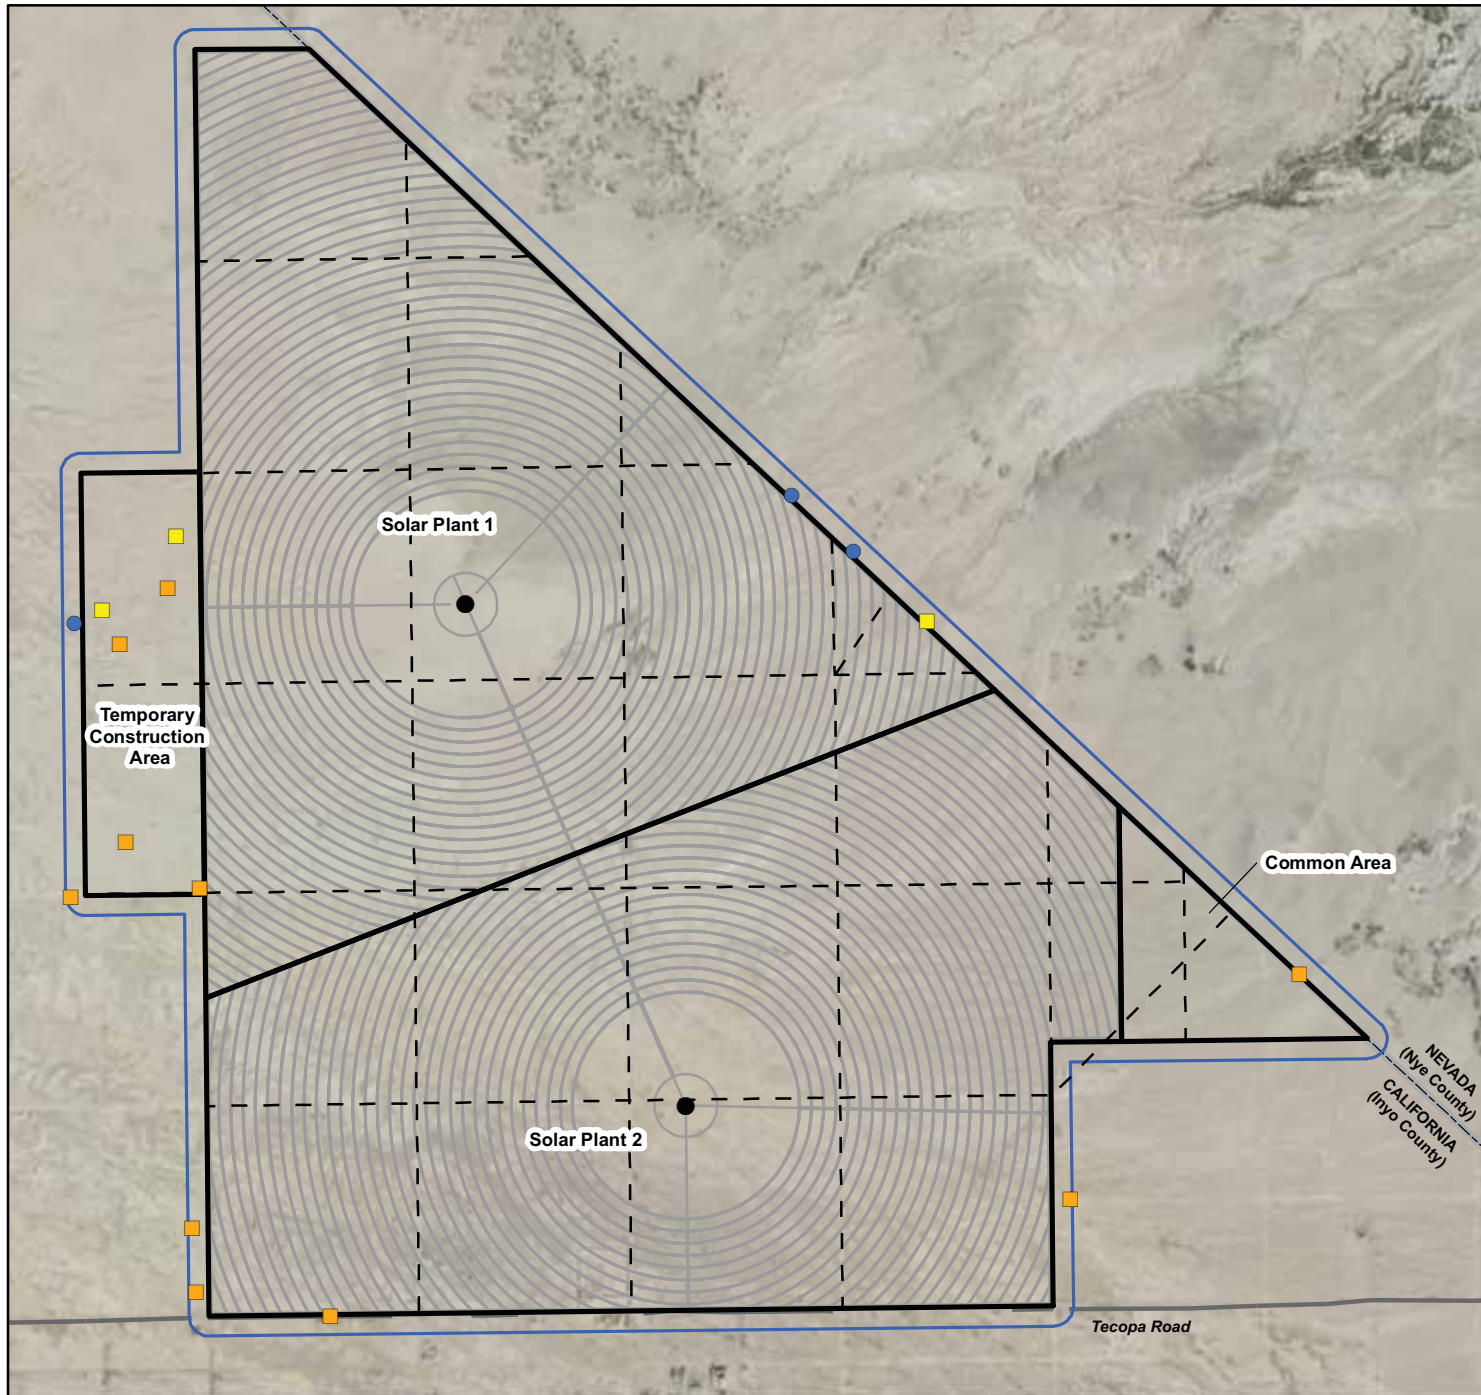 Solar Plant 1
Temporary
Construction
Area
Common Area
NEVADA
(Nye County)
CALIFORNIA
(Inyo County)
Solar Plant 2
Tecopa Road